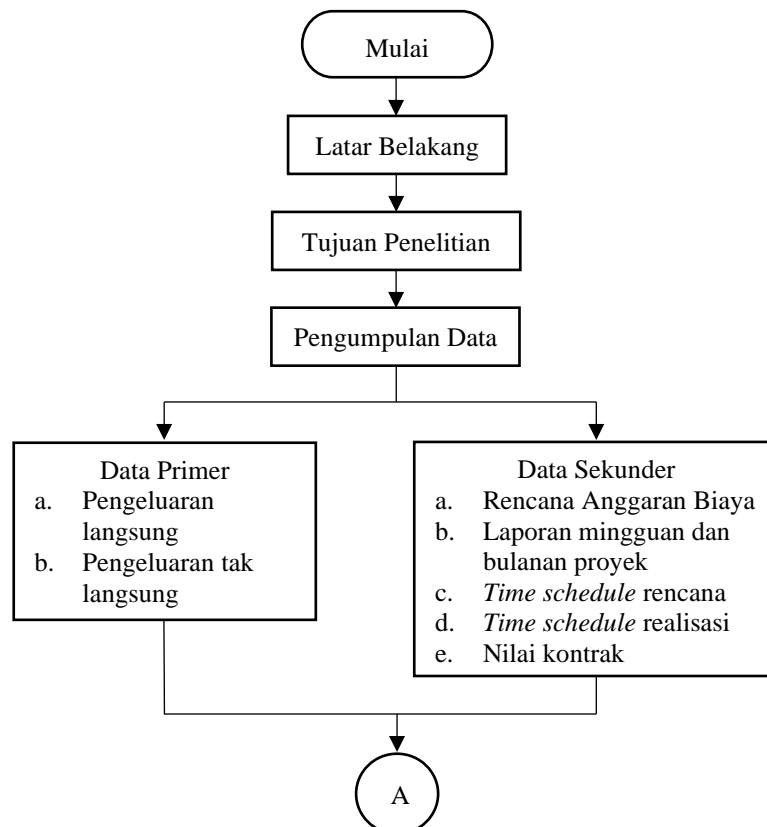 Mulai
Latar Belakang
Tujuan Penelitian
Pengumpulan Data
Data Primer
a. Pengeluaran
langsung
b. Pengeluaran tak
langsung
Data Sekunder
a. Rencana Anggaran Biaya
b. Laporan mingguan dan
bulanan proyek
c. Time schedule rencana
d. Time schedule realisasi
e. Nilai kontrak
A